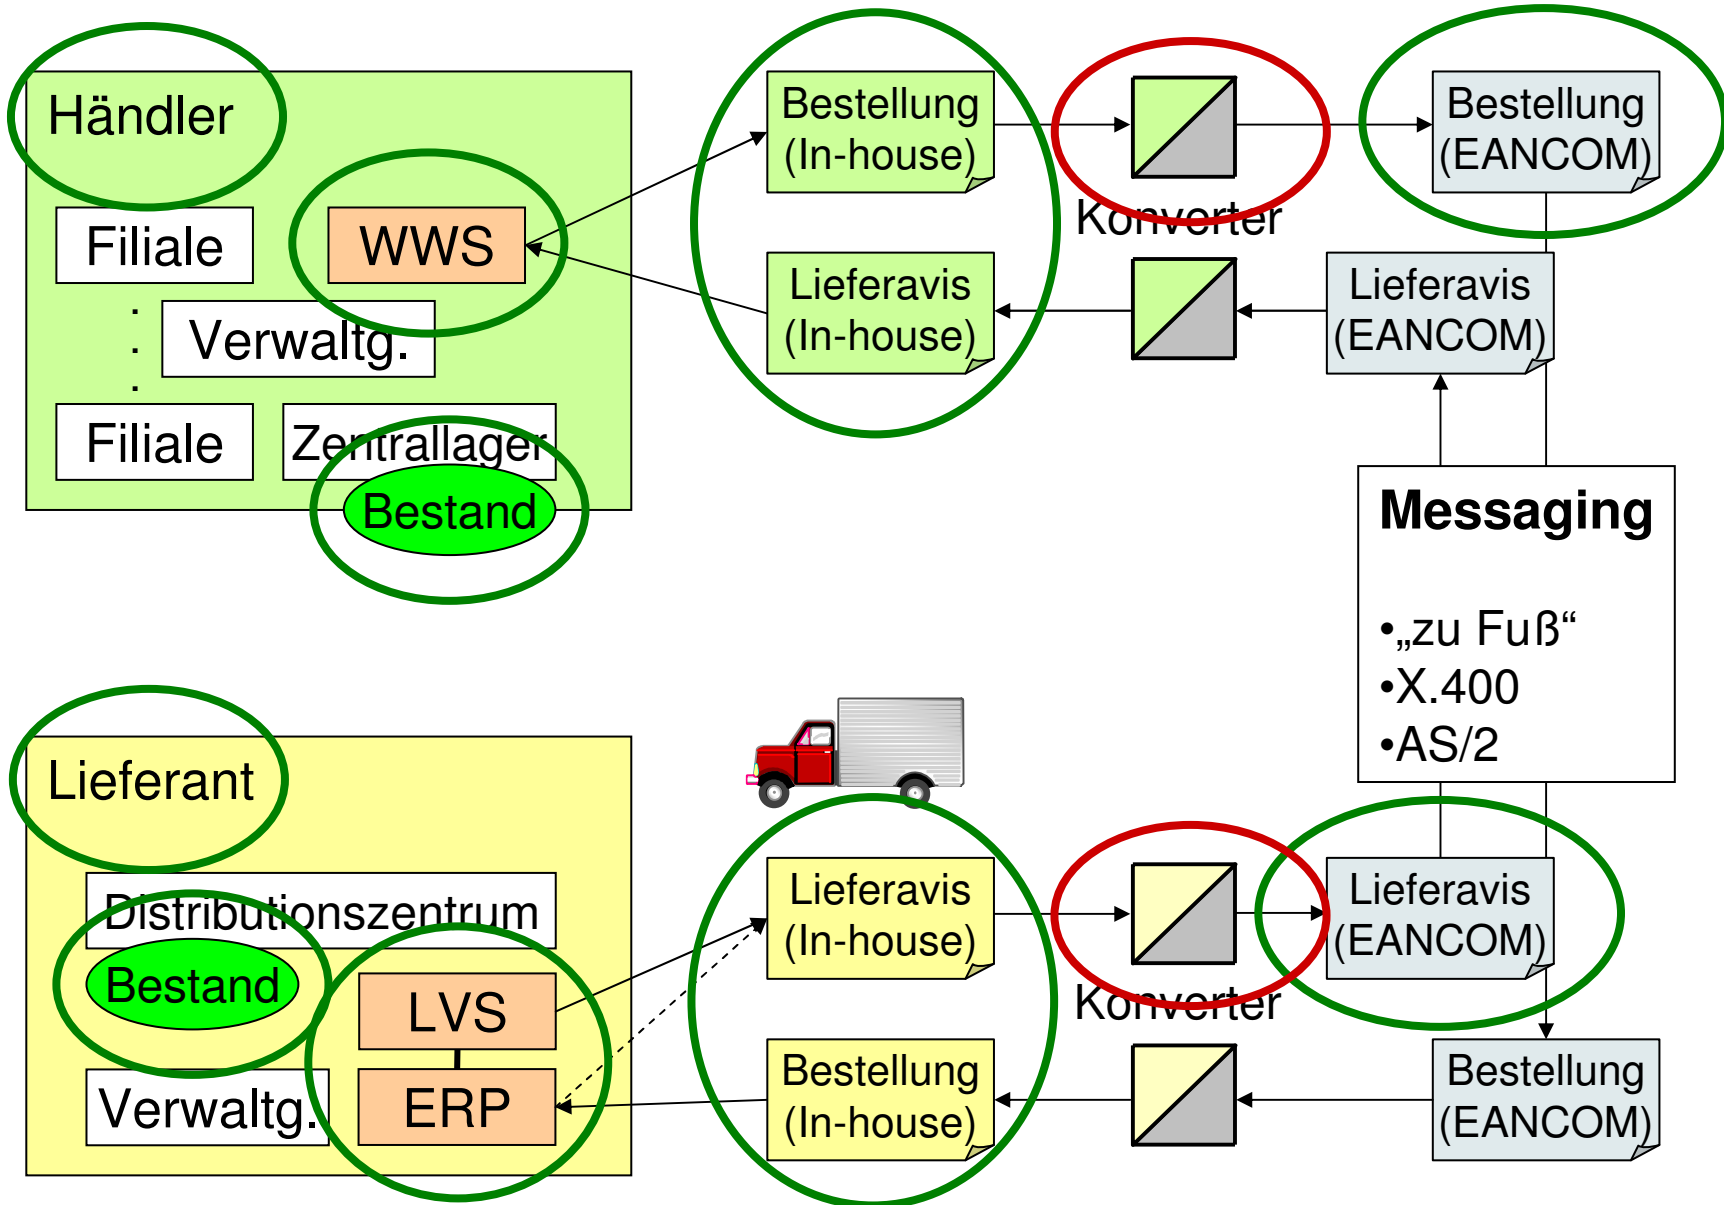 Händler
Filiale
WWS
.
.
.
Verwaltg.
Filiale
Zentrallager
Bestand
Bestellung
(In-house)
Konverter
Bestellung
(EANCOM)
Lieferavis
(In-house)
Lieferavis
(EANCOM)
Messaging
•„zu Fuß“
•X.400
•AS/2
Lieferant
Distributionszentrum
Bestand
LVS
Verwaltg.
ERP
Lieferavis
(In-house)
Konverter
Lieferavis
(EANCOM)
Bestellung
(In-house)
Bestellung
(EANCOM)